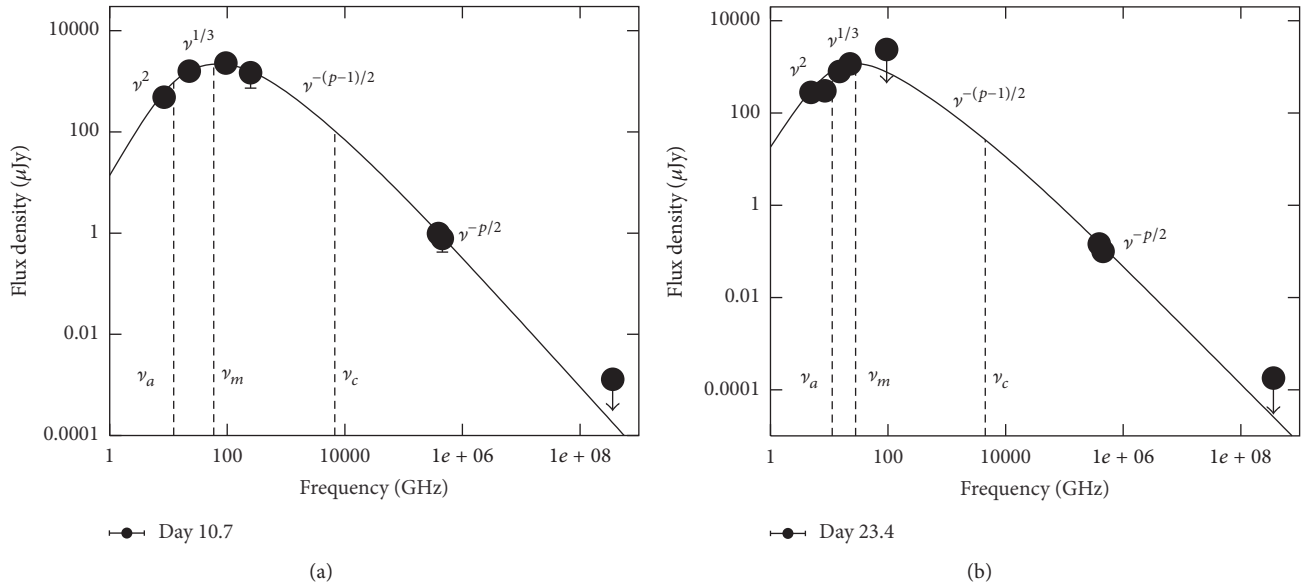 10000
100
1
0.01
0.0001
Flux density (μJy)
ν²
ν^{1/3}
ν^{-(p-1)/2}
ν^{-p/2}
ν_a
ν_m
ν_c
1
100
10000
1e + 06
1e + 08
Frequency (GHz)
Day 10.7
(a)
10000
100
1
0.01
0.0001
Flux density (μJy)
ν²
ν^{1/3}
ν^{-(p-1)/2}
ν^{-p/2}
ν_a
ν_m
ν_c
1
100
10000
1e + 06
1e + 08
Frequency (GHz)
Day 23.4
(b)